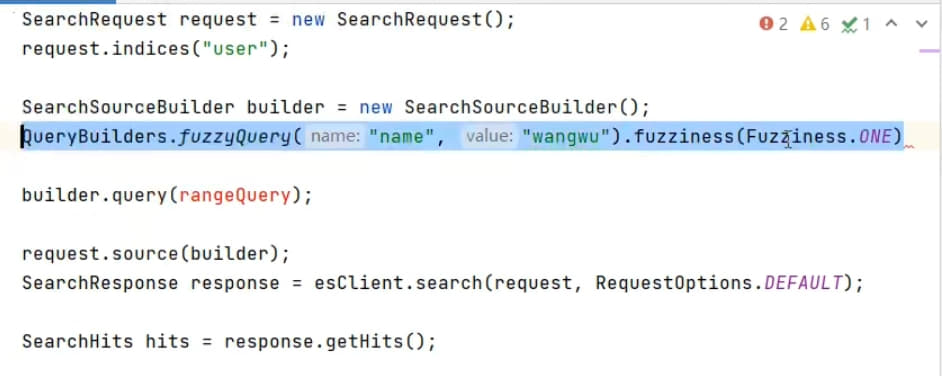 SearchRequest request = new SearchRequest();
2 6 1
request.indices("user");
SearchSourceBuilder builder = new SearchSourceBuilder();
QueryBuilders.fuzzyQuery( name: "name", value: "wangwu").fuzziness(Fuzziness.ONE)
builder.query(rangeQuery);
request.source(builder);
SearchResponse response = esClient.search(request, RequestOptions.DEFAULT);
SearchHits hits = response.getHits();